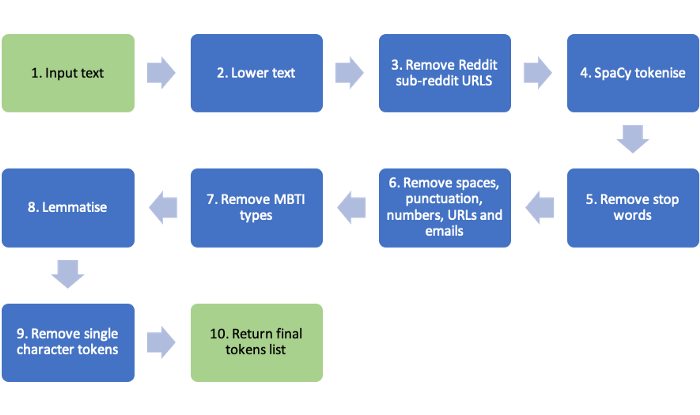 1. Input text
2. Lower text
3. Remove Reddit
sub-reddit URLS
4. SpaCy tokenise
5. Remove stop
words
6. Remove spaces,
punctuation,
numbers, URLs and
emails
7. Remove MBTI
types
8. Lemmatise
9. Remove single
character tokens
10. Return final
tokens list